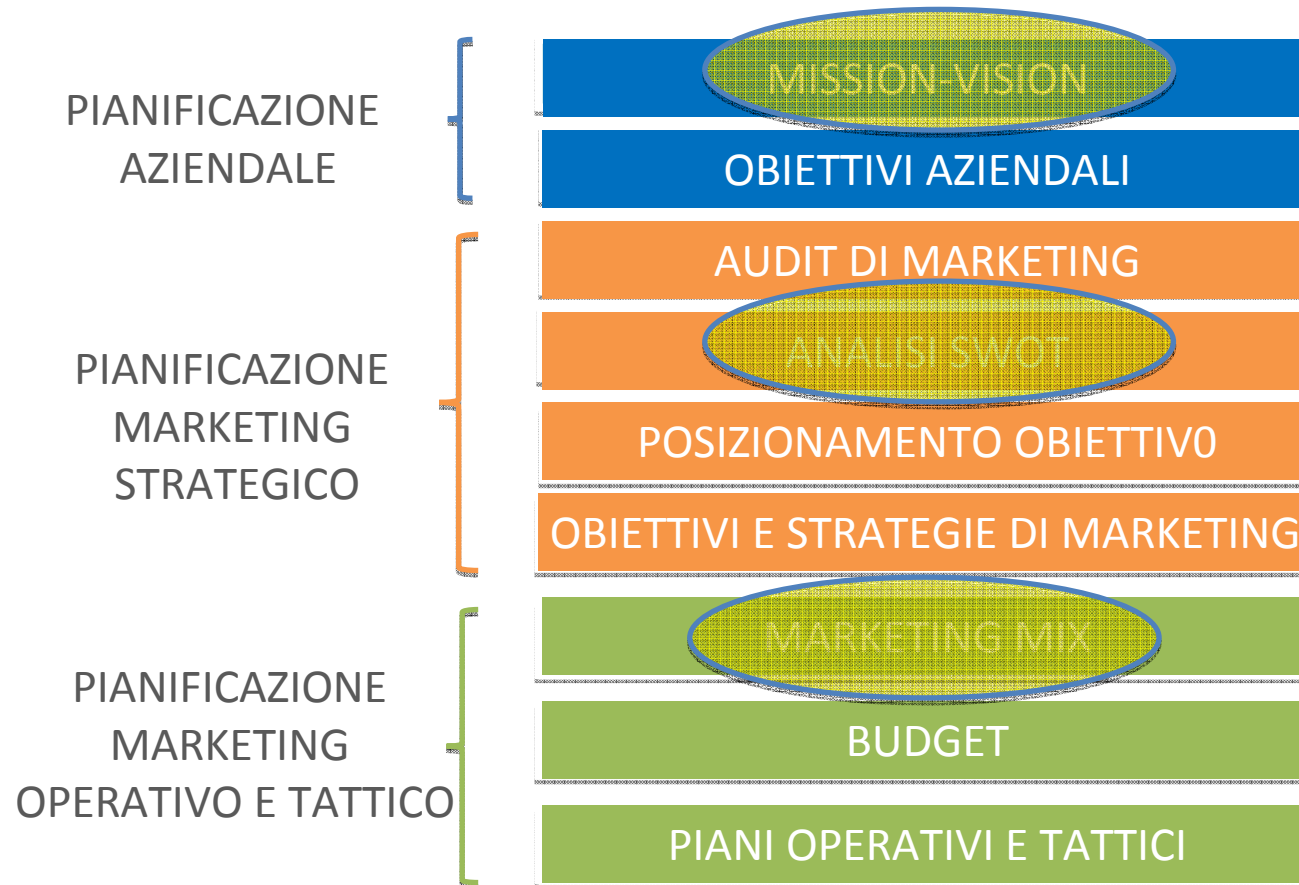 PIANIFICAZIONE
AZIENDALE
MISSION-VISION
OBIETTIVI AZIENDALI
PIANIFICAZIONE
MARKETING
STRATEGICO
AUDIT DI MARKETING
ANALISI SWOT
POSIZIONAMENTO OBIETTIV0
OBIETTIVI E STRATEGIE DI MARKETING
PIANIFICAZIONE
MARKETING
OPERATIVO E TATTICO
MARKETING MIX
BUDGET
PIANI OPERATIVI E TATTICI